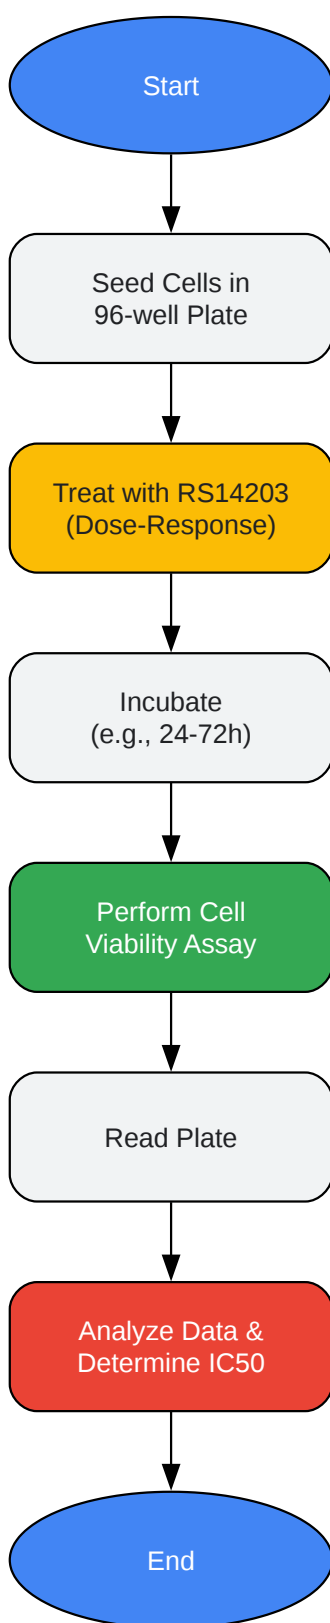 Start
Seed Cells in
96-well Plate
Treat with RS14203
(Dose-Response)
Incubate
(e.g., 24-72h)
Perform Cell
Viability Assay
Read Plate
Analyze Data &
Determine IC50
End